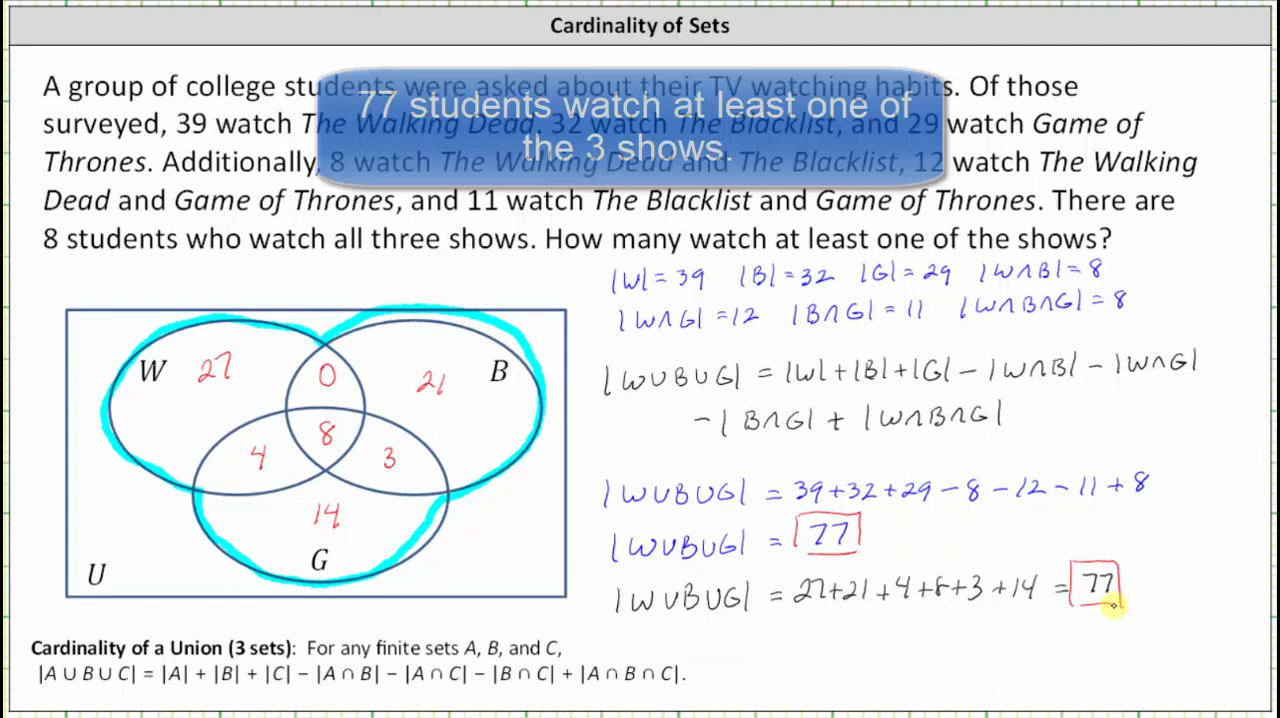 Cardinality of Sets
A group of college students were asked about their TV watching habits. Of those
surveyed, 39 watch The Walking Dead, 32 watch The Blacklist, and 29 watch Game of
Thrones. Additionally, 8 watch The Walking Dead and The Blacklist, 12 watch The Walking
Dead and Game of Thrones, and 11 watch The Blacklist and Game of Thrones. There are
8 students who watch all three shows. How many watch at least one of the shows?
77 students watch at least one of
the 3 shows.
|W| = 39 |B| = 32 |G| = 29 |W∩B| = 8
|W∩G| = 12 |B∩G| = 11 |W∩B∩G| = 8
|W∪B∪G| = |W| + |B| + |G| − |W∩B| − |W∩G|
− |B∩G| + |W∩B∩G|
|W∪B∪G| = 39+32+29−8−12−11+8
|W∪B∪G| = 77
|W∪B∪G| = 27+21+4+8+3+14 = 77
W 27 0 21 B
8
4 3
14
G
U
Cardinality of a Union (3 sets): For any finite sets A, B, and C,
|A ∪ B ∪ C| = |A| + |B| + |C| − |A ∩ B| − |A ∩ C| − |B ∩ C| + |A ∩ B ∩ C|.